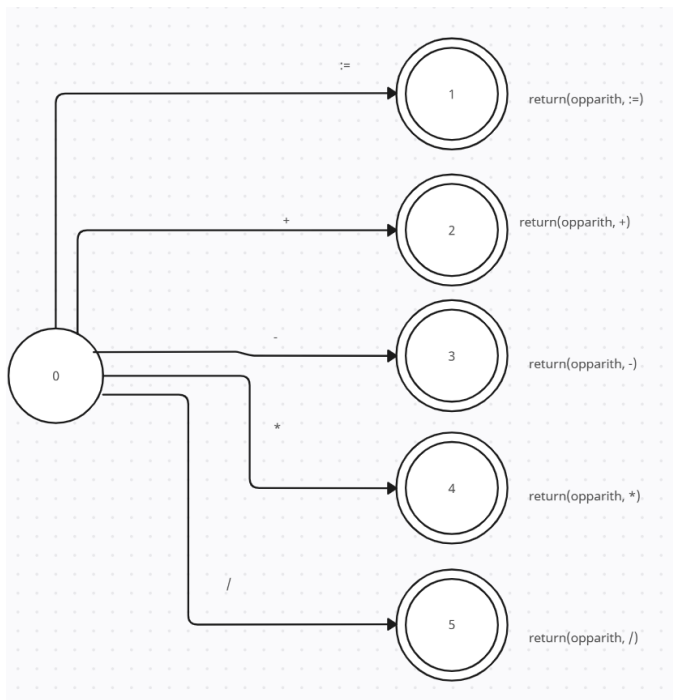 :=
1
return(opparith, :=)
+
2
return(opparith, +)
-
3
return(opparith, -)
0
*
4
return(opparith, *)
/
5
return(opparith, /)